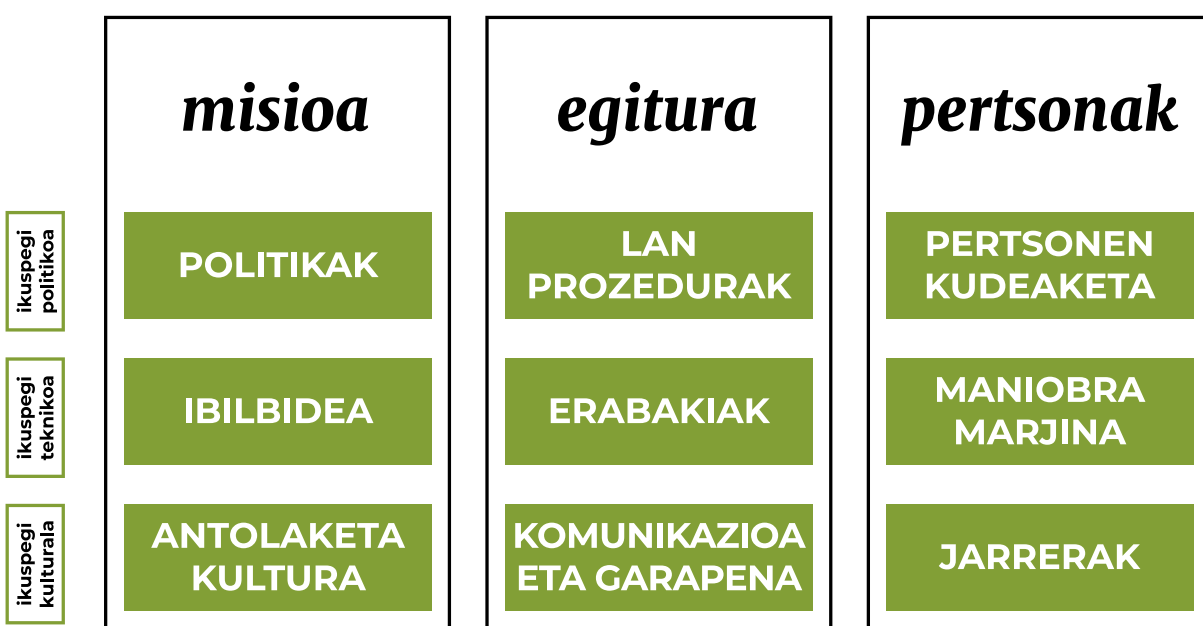 misioa
egitura
pertsonak
ikuspegi
politikoa
POLITIKAK
LAN
PROZEDURAK
PERTSONEN
KUDEAKETA
ikuspegi
teknikoa
IBILBIDEA
ERABAKIAK
MANIOBRA
MARJINA
ikuspegi
kulturala
ANTOLAKETA
KULTURA
KOMUNIKAZIOA
ETA GARAPENA
JARRERAK